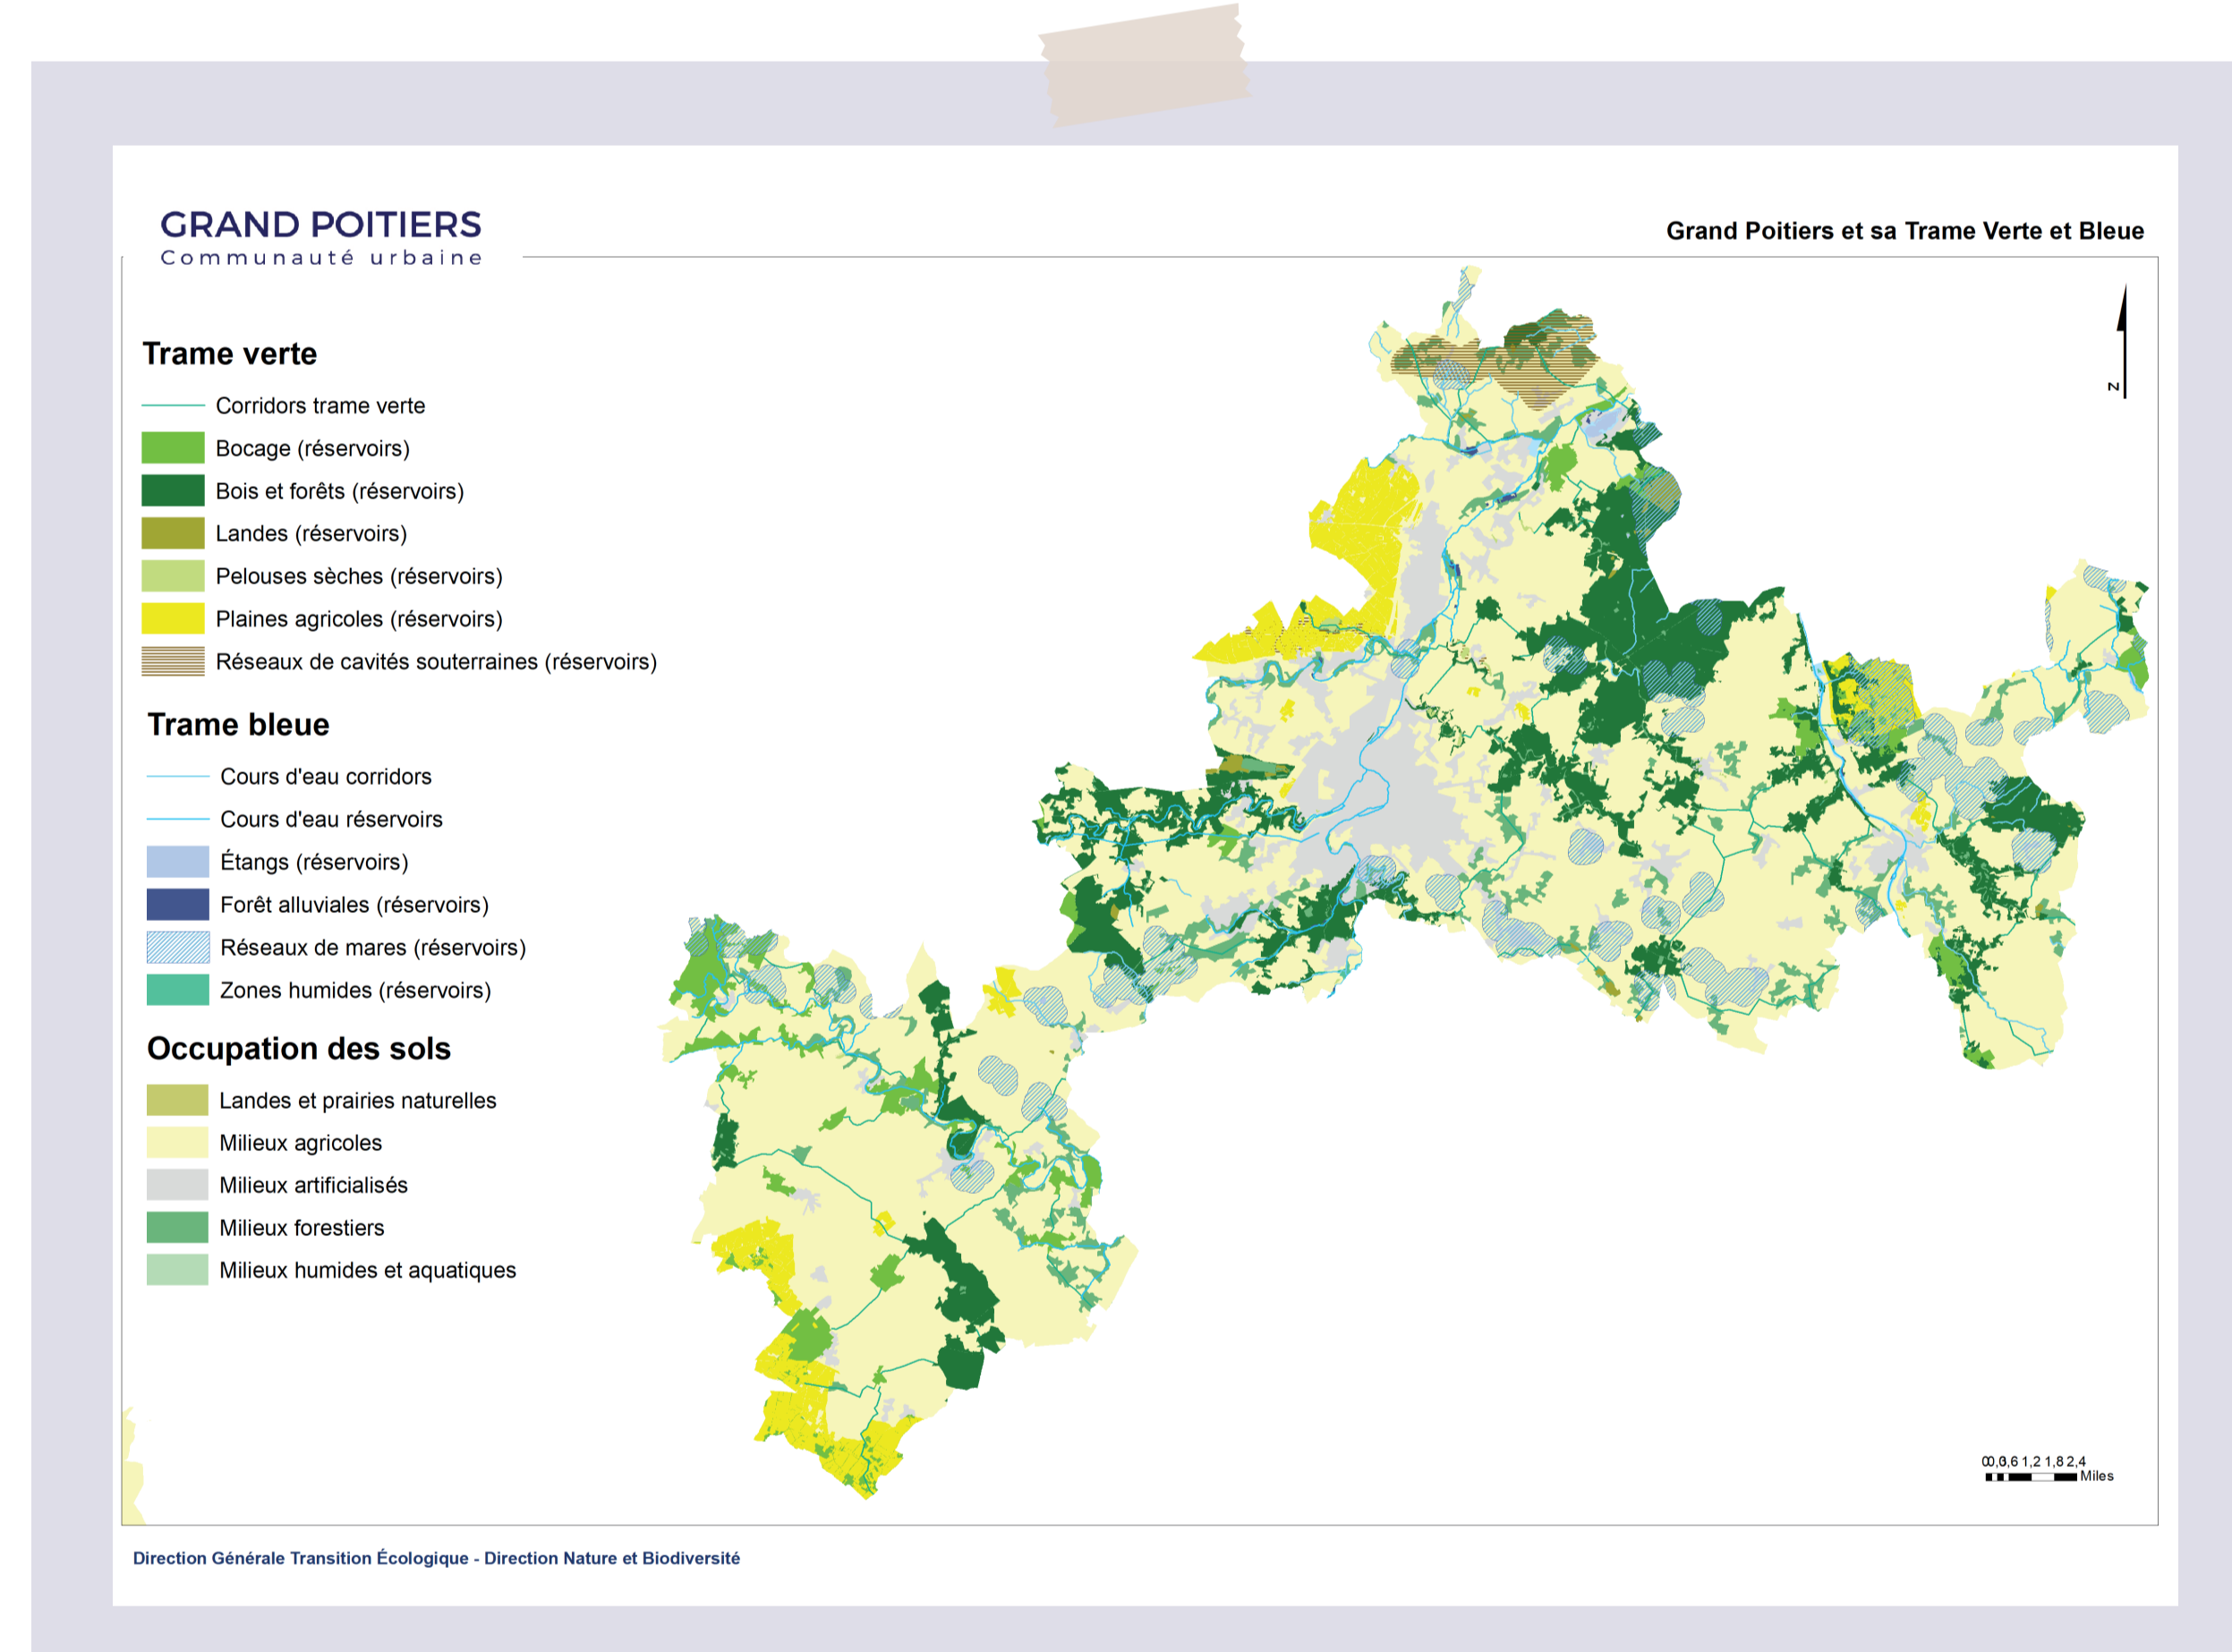 GRAND POITIERS
Communauté urbaine
Grand Poitiers et sa Trame Verte et Bleue
Trame verte
Corridors trame verte
Bocage (réservoirs)
Bois et forêts (réservoirs)
Landes (réservoirs)
Pelouses sèches (réservoirs)
Plaines agricoles (réservoirs)
Réseaux de cavités souterraines (réservoirs)
Trame bleue
Cours d'eau corridors
Cours d'eau réservoirs
Étangs (réservoirs)
Forêt alluviales (réservoirs)
Réseaux de mares (réservoirs)
Zones humides (réservoirs)
Occupation des sols
Landes et prairies naturelles
Milieux agricoles
Milieux artificialisés
Milieux forestiers
Milieux humides et aquatiques
N
1,2 1,8 2,4
Miles
Direction Générale Transition Écologique - Direction Nature et Biodiversité